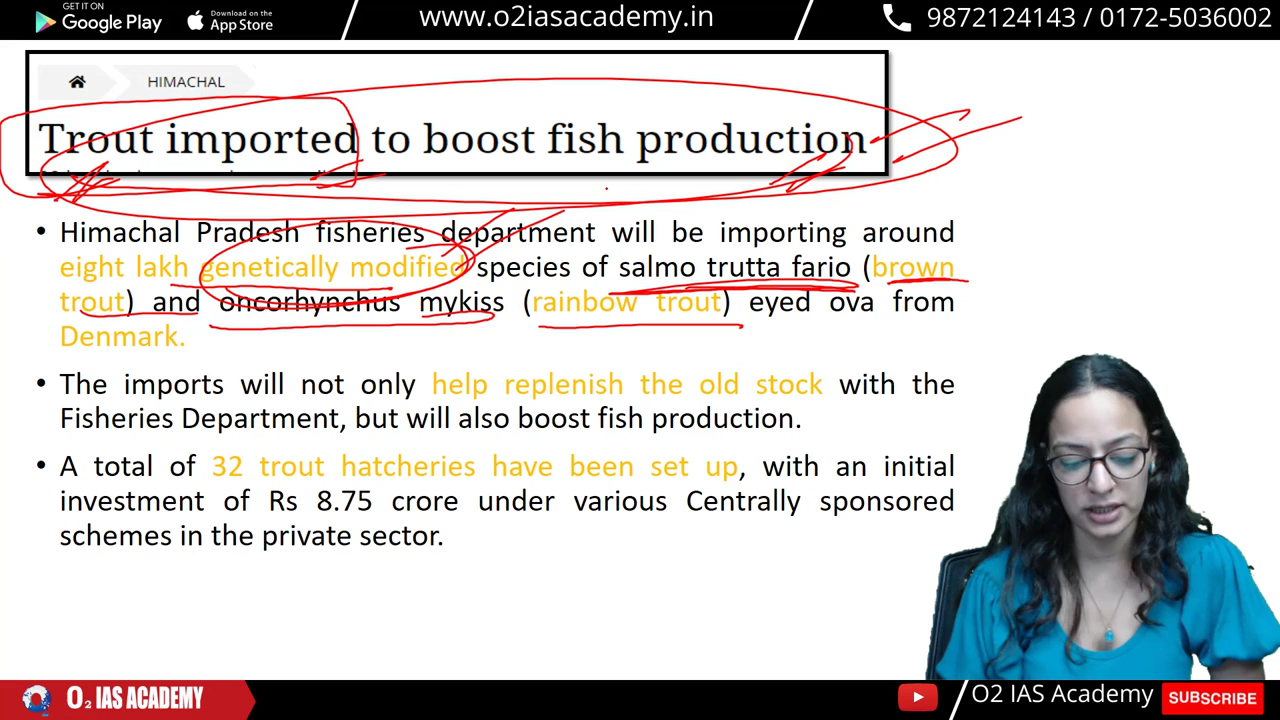 GET IT ON
Google Play
Download on the
App Store
www.o2iasacademy.in
9872124143 / 0172-5036002
HIMACHAL
Trout imported to boost fish production
• Himachal Pradesh fisheries department will be importing around
eight lakh genetically modified species of salmo trutta fario (brown
trout) and oncorhynchus mykiss (rainbow trout) eyed ova from
Denmark.
• The imports will not only help replenish the old stock with the
Fisheries Department, but will also boost fish production.
• A total of 32 trout hatcheries have been set up, with an initial
investment of Rs 8.75 crore under various Centrally sponsored
schemes in the private sector.
O2 IAS ACADEMY
O2 IAS Academy
SUBSCRIBE